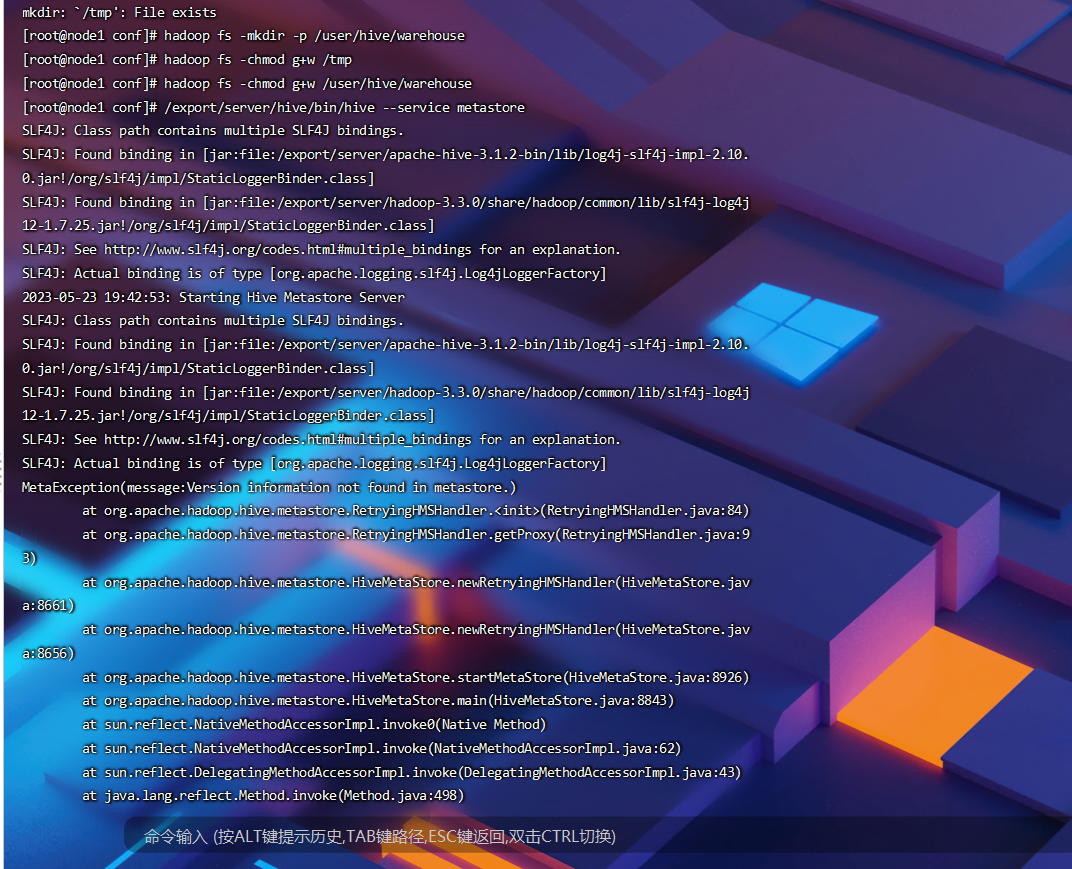 mkdir: `/tmp': File exists
[root@node1 conf]# hadoop fs -mkdir -p /user/hive/warehouse
[root@node1 conf]# hadoop fs -chmod g+w /tmp
[root@node1 conf]# hadoop fs -chmod g+w /user/hive/warehouse
[root@node1 conf]# /export/server/hive/bin/hive --service metastore
SLF4J: Class path contains multiple SLF4J bindings.
SLF4J: Found binding in [jar:file:/export/server/apache-hive-3.1.2-bin/lib/log4j-slf4j-impl-2.10.
0.jar!/org/slf4j/impl/StaticLoggerBinder.class]
SLF4J: Found binding in [jar:file:/export/server/hadoop-3.3.0/share/hadoop/common/lib/slf4j-log4j
12-1.7.25.jar!/org/slf4j/impl/StaticLoggerBinder.class]
SLF4J: See http://www.slf4j.org/codes.html#multiple_bindings for an explanation.
SLF4J: Actual binding is of type [org.apache.logging.slf4j.Log4jLoggerFactory]
2023-05-23 19:42:53: Starting Hive Metastore Server
SLF4J: Class path contains multiple SLF4J bindings.
SLF4J: Found binding in [jar:file:/export/server/apache-hive-3.1.2-bin/lib/log4j-slf4j-impl-2.10.
0.jar!/org/slf4j/impl/StaticLoggerBinder.class]
SLF4J: Found binding in [jar:file:/export/server/hadoop-3.3.0/share/hadoop/common/lib/slf4j-log4j
12-1.7.25.jar!/org/slf4j/impl/StaticLoggerBinder.class]
SLF4J: See http://www.slf4j.org/codes.html#multiple_bindings for an explanation.
SLF4J: Actual binding is of type [org.apache.logging.slf4j.Log4jLoggerFactory]
MetaException(message:Version information not found in metastore.)
at org.apache.hadoop.hive.metastore.RetryingHMSHandler.<init>(RetryingHMSHandler.java:84)
at org.apache.hadoop.hive.metastore.RetryingHMSHandler.getProxy(RetryingHMSHandler.java:9
3)
at org.apache.hadoop.hive.metastore.HiveMetaStore.newRetryingHMSHandler(HiveMetaStore.jav
a:8661)
at org.apache.hadoop.hive.metastore.HiveMetaStore.newRetryingHMSHandler(HiveMetaStore.jav
a:8656)
at org.apache.hadoop.hive.metastore.HiveMetaStore.startMetaStore(HiveMetaStore.java:8926)
at org.apache.hadoop.hive.metastore.HiveMetaStore.main(HiveMetaStore.java:8843)
at sun.reflect.NativeMethodAccessorImpl.invoke0(Native Method)
at sun.reflect.NativeMethodAccessorImpl.invoke(NativeMethodAccessorImpl.java:62)
at sun.reflect.DelegatingMethodAccessorImpl.invoke(DelegatingMethodAccessorImpl.java:43)
at java.lang.reflect.Method.invoke(Method.java:498)
命令输入 (按ALT键提示历史,TAB键路径,ESC键返回,双击CTRL切换)